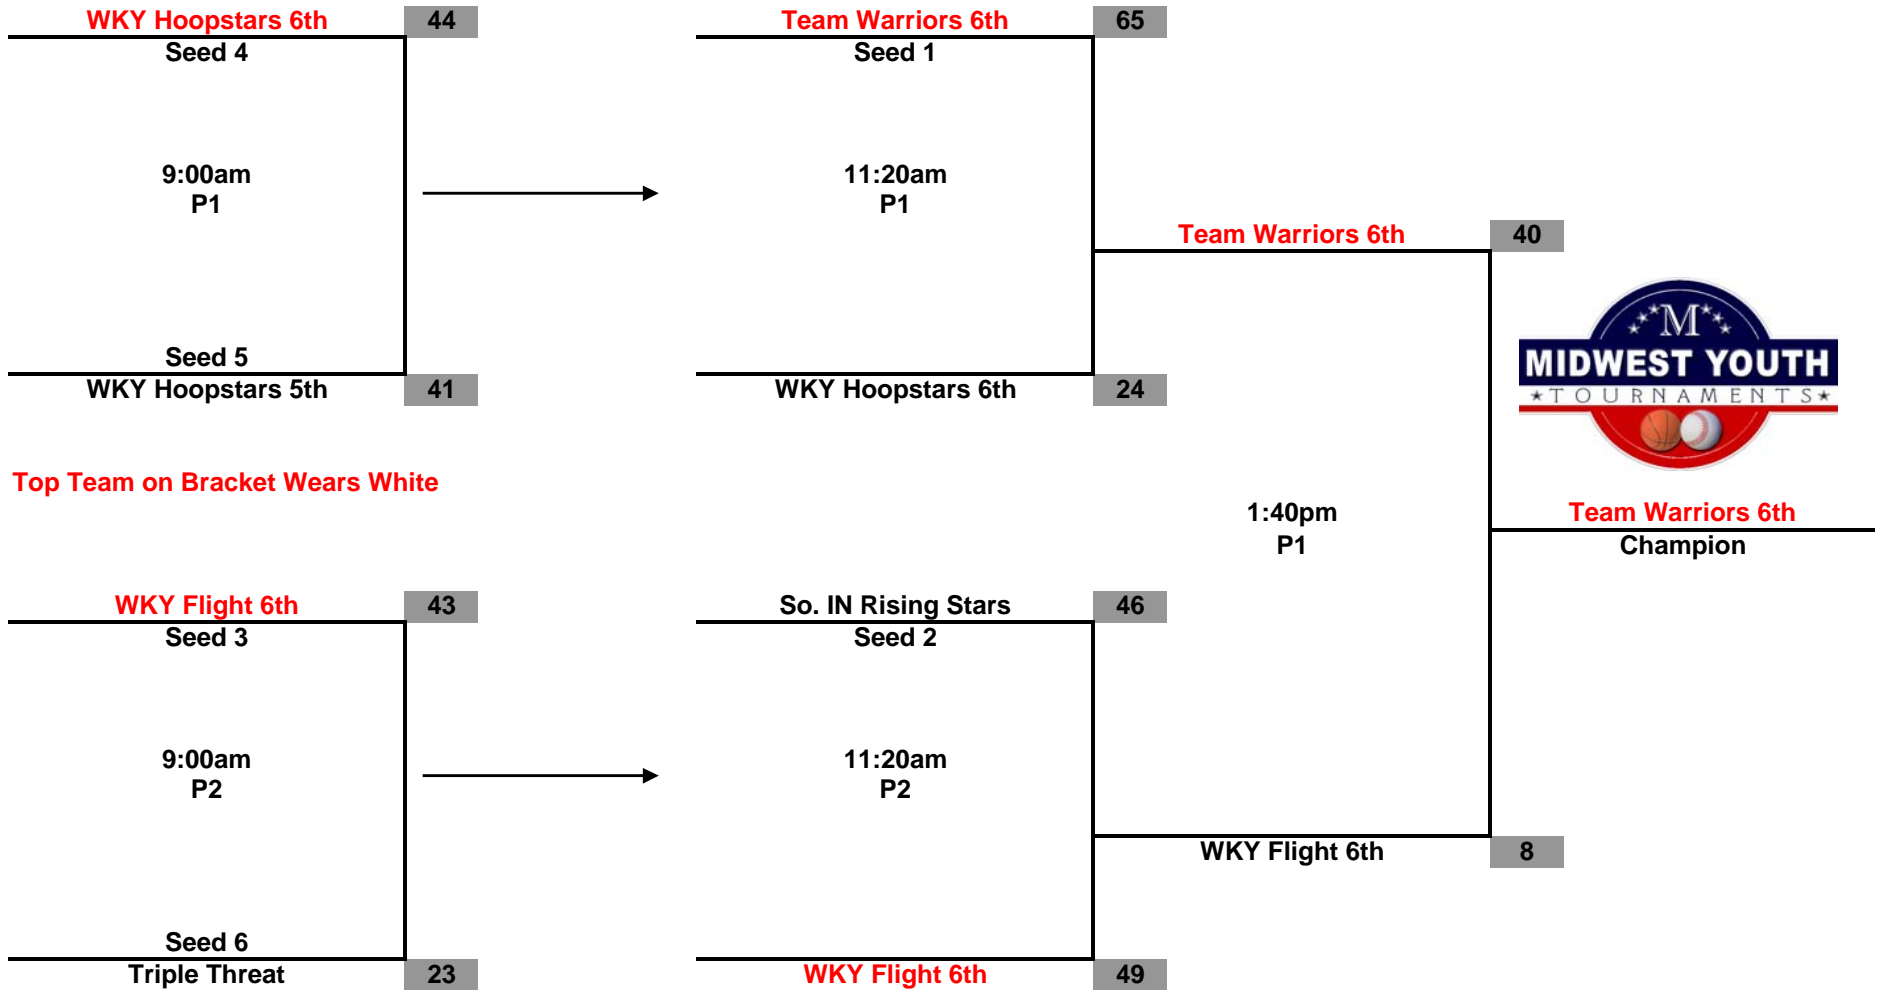 WKY Hoopstars 6th 44
Seed 4
9:00am
P1
Seed 5
WKY Hoopstars 5th 41
Team Warriors 6th 65
Seed 1
11:20am
P1
WKY Hoopstars 6th 24
Team Warriors 6th 40
M
MIDWEST YOUTH
TOURNAMENTS
Top Team on Bracket Wears White
1:40pm
P1
Team Warriors 6th
Champion
WKY Flight 6th 43
Seed 3
9:00am
P2
Seed 6
Triple Threat 23
So. IN Rising Stars 46
Seed 2
11:20am
P2
WKY Flight 6th 49
WKY Flight 6th 8